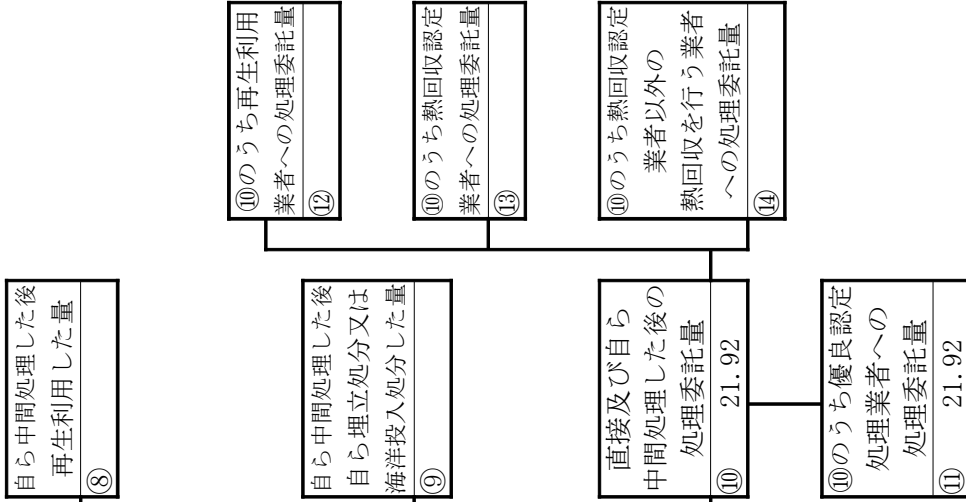 自ら中間処理した後
再生利用した量
⑧
自ら中間処理した後
自ら埋立処分又は
海洋投入処分した量
⑨
直接及び自ら
中間処理した後の
処理委託量
⑩ 21.92
⑩のうち優良認定
処理業者への
処理委託量
⑪ 21.92
⑩のうち再生利用
業者への処理委託量
⑫
⑩のうち熱回収認定
業者への処理委託量
⑬
⑩のうち熱回収認定
業者以外の
熱回収を行う業者
への処理委託量
⑭